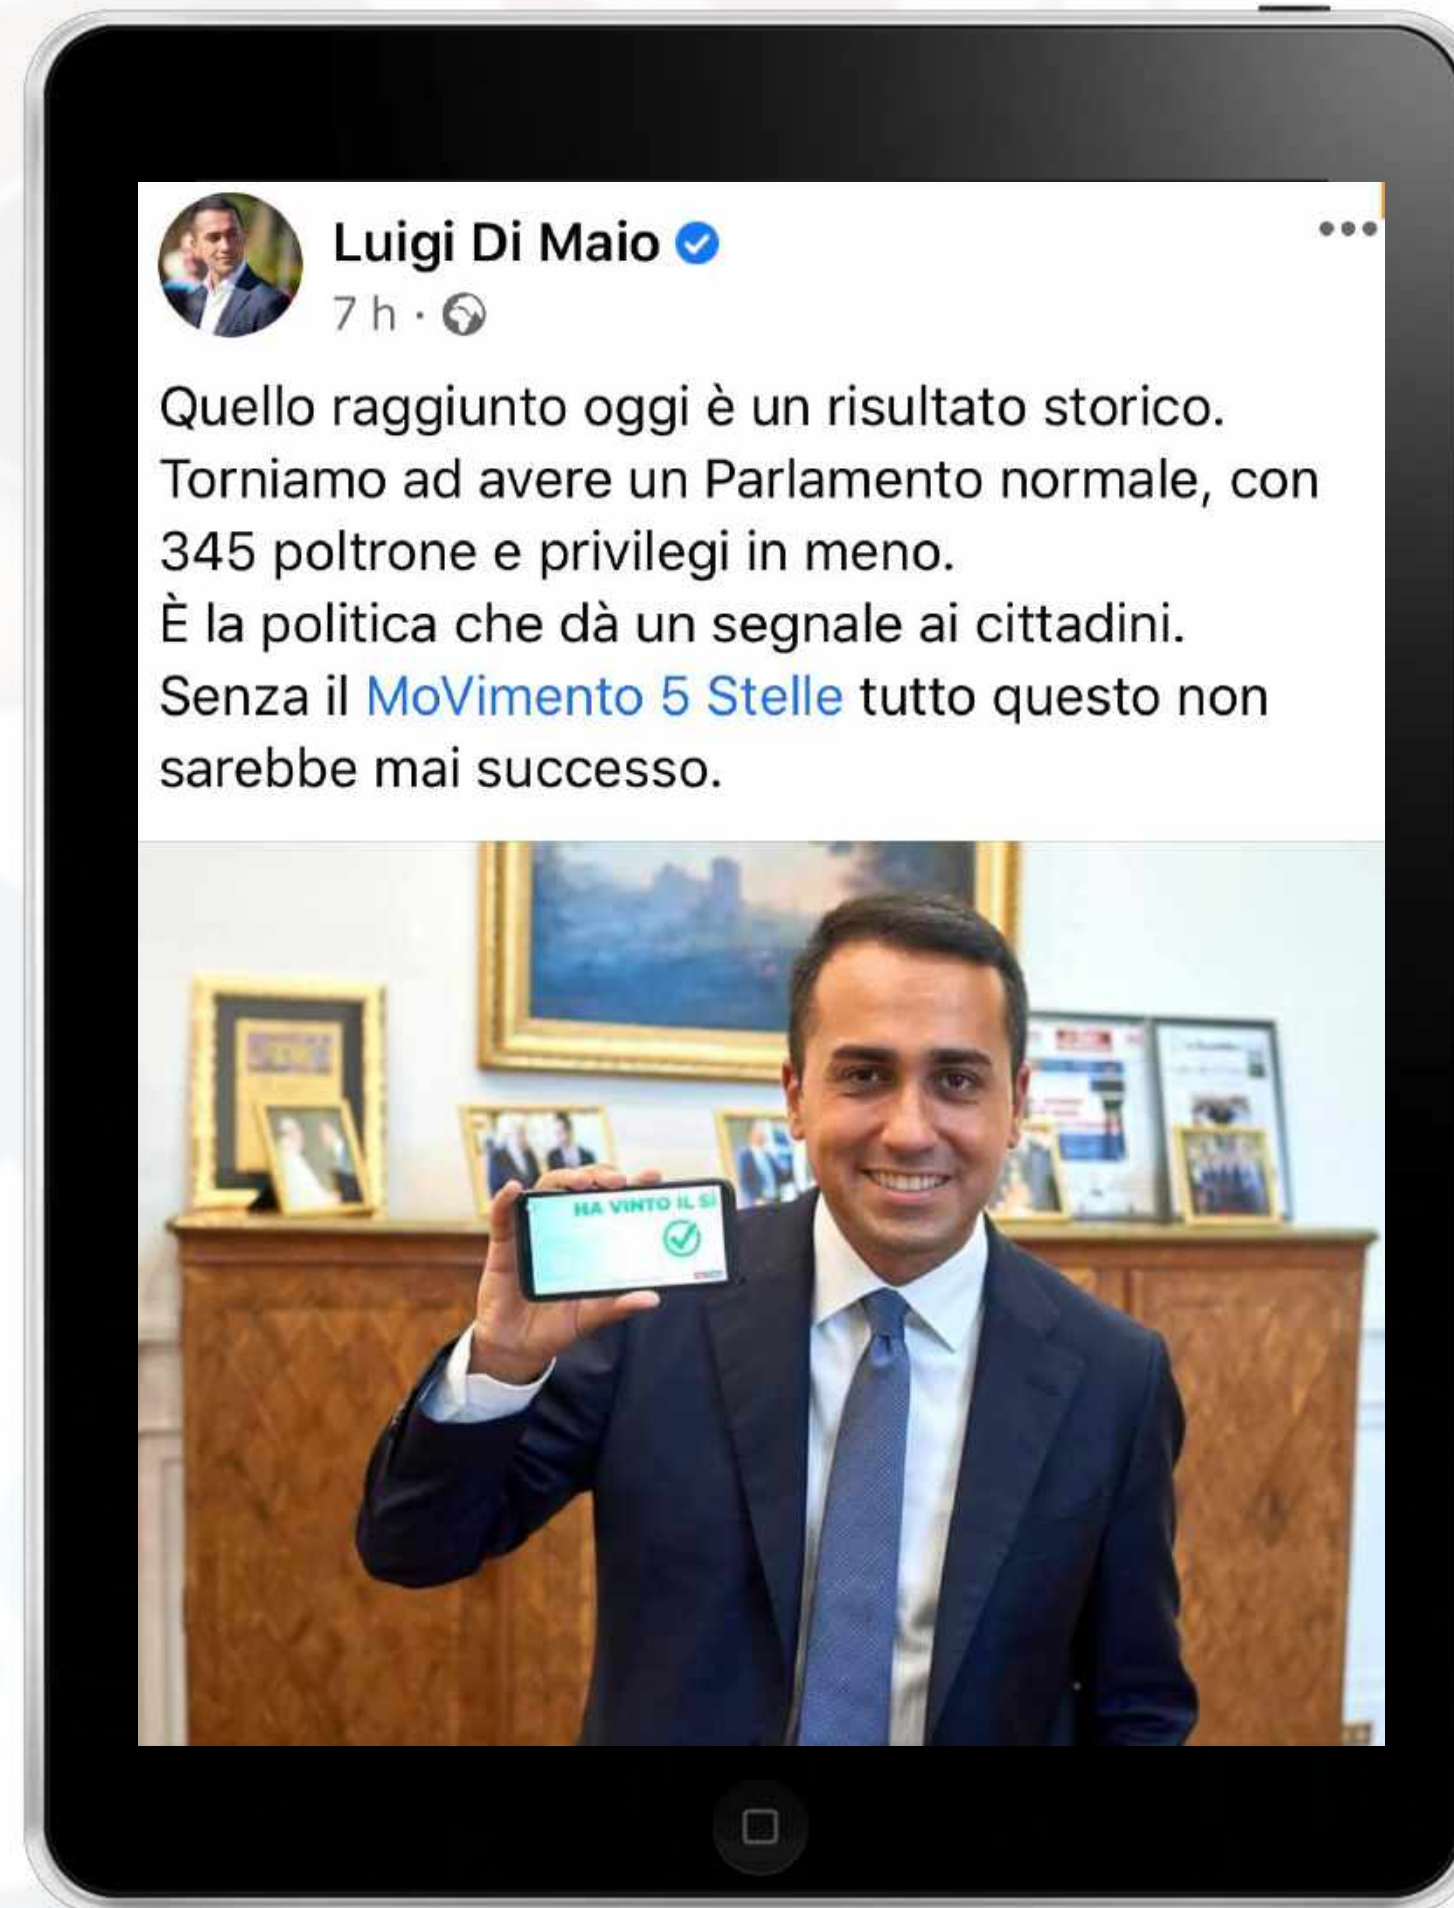 Luigi Di Maio
7 h ·
Quello raggiunto oggi è un risultato storico.
Torniamo ad avere un Parlamento normale, con
345 poltrone e privilegi in meno.
È la politica che dà un segnale ai cittadini.
Senza il MoVimento 5 Stelle tutto questo non
sarebbe mai successo.
HA VINTO IL SÌ